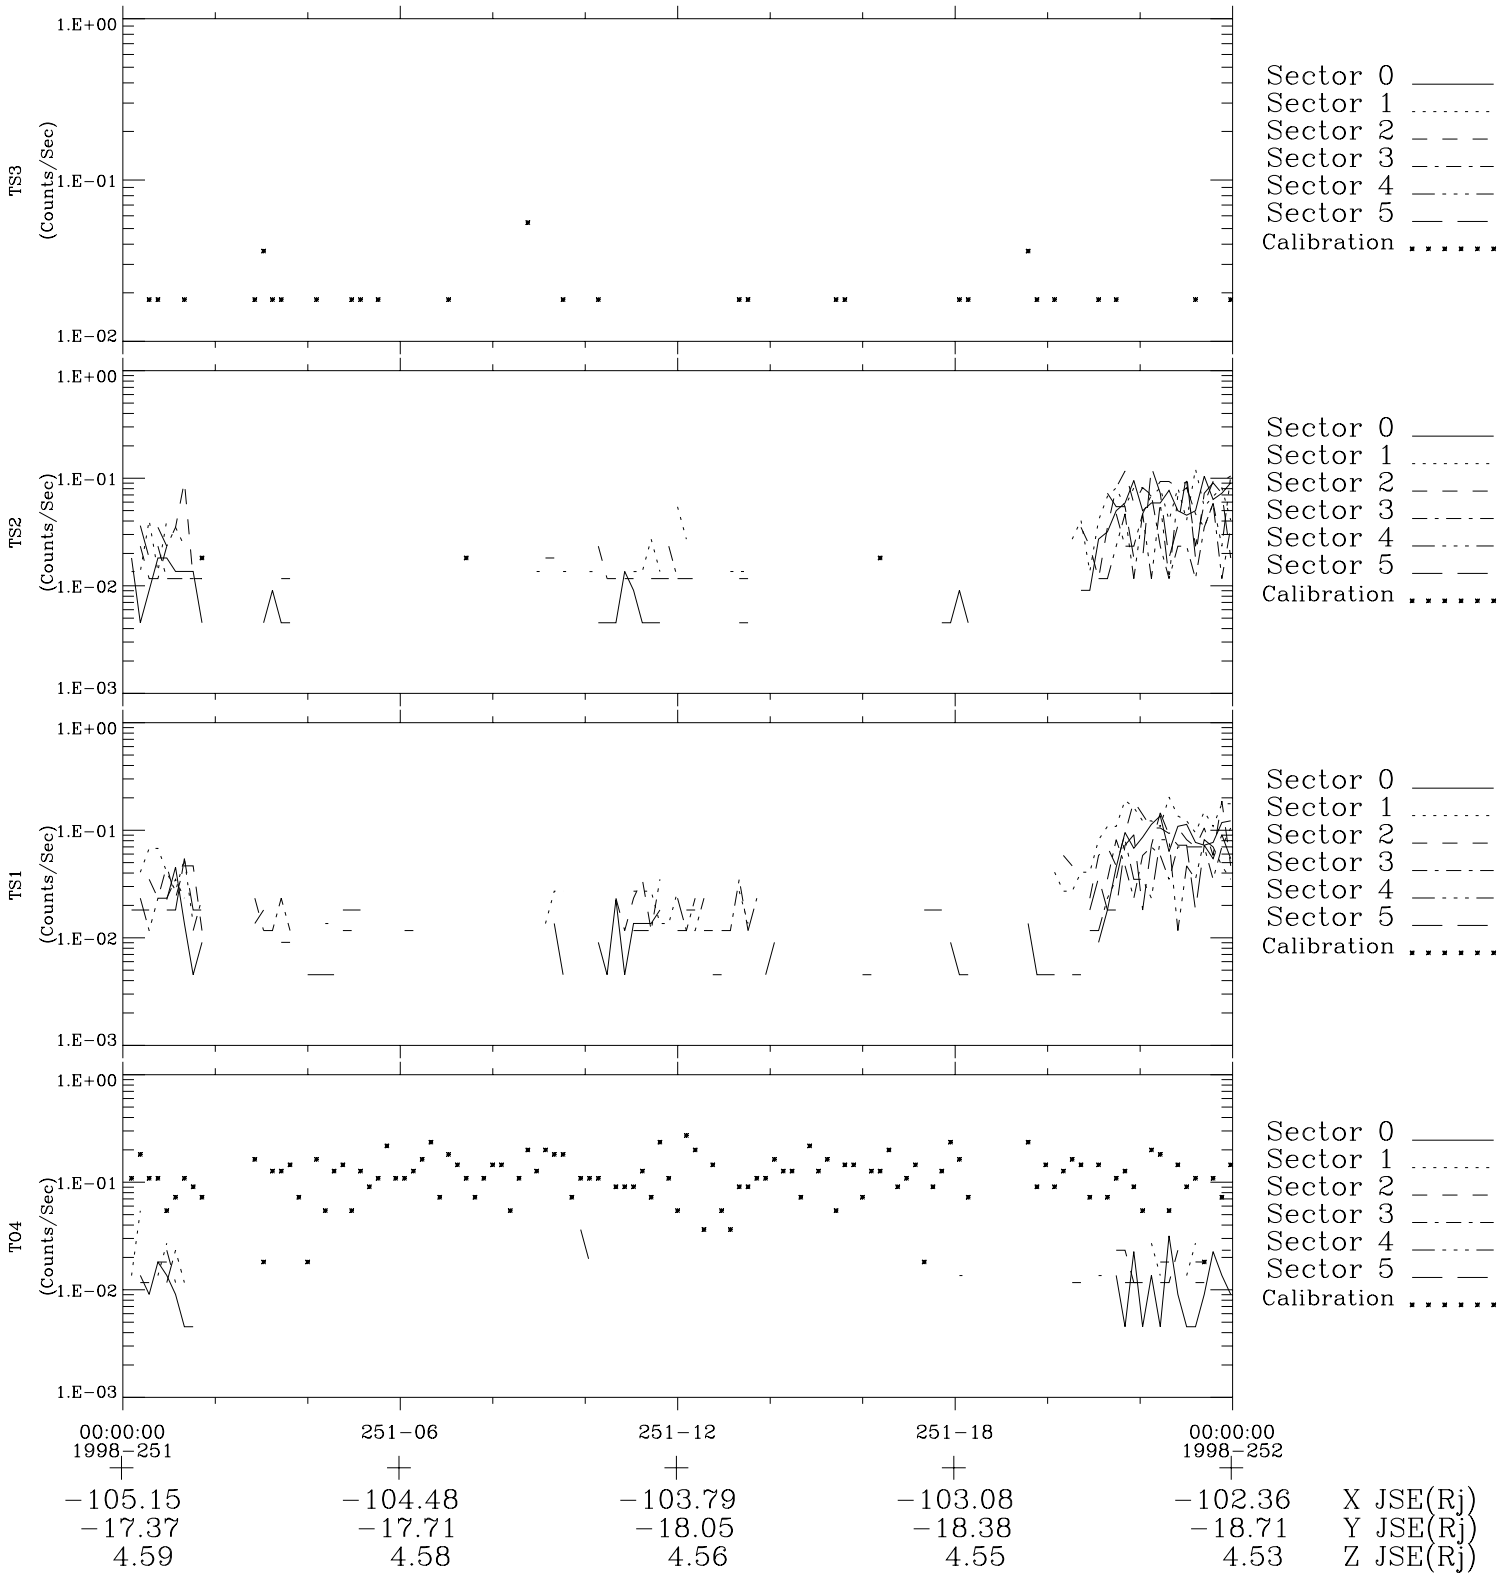 1.E+00
TS3
(Counts/Sec)
1.E-01
1.E-02
Sector 0
Sector 1
Sector 2
Sector 3
Sector 4
Sector 5
Calibration
1.E+00
TS2
(Counts/Sec)
1.E-01
1.E-02
1.E-03
Sector 0
Sector 1
Sector 2
Sector 3
Sector 4
Sector 5
Calibration
1.E+00
TS1
(Counts/Sec)
1.E-01
1.E-02
1.E-03
Sector 0
Sector 1
Sector 2
Sector 3
Sector 4
Sector 5
Calibration
1.E+00
TO4
(Counts/Sec)
1.E-01
1.E-02
1.E-03
Sector 0
Sector 1
Sector 2
Sector 3
Sector 4
Sector 5
Calibration
00:00:00 251-06 251-12 251-18 00:00:00
1998-251 1998-252
-105.15 -104.48 -103.79 -103.08 -102.36 X JSE(Rj)
-17.37 -17.71 -18.05 -18.38 -18.71 Y JSE(Rj)
4.59 4.58 4.56 4.55 4.53 Z JSE(Rj)